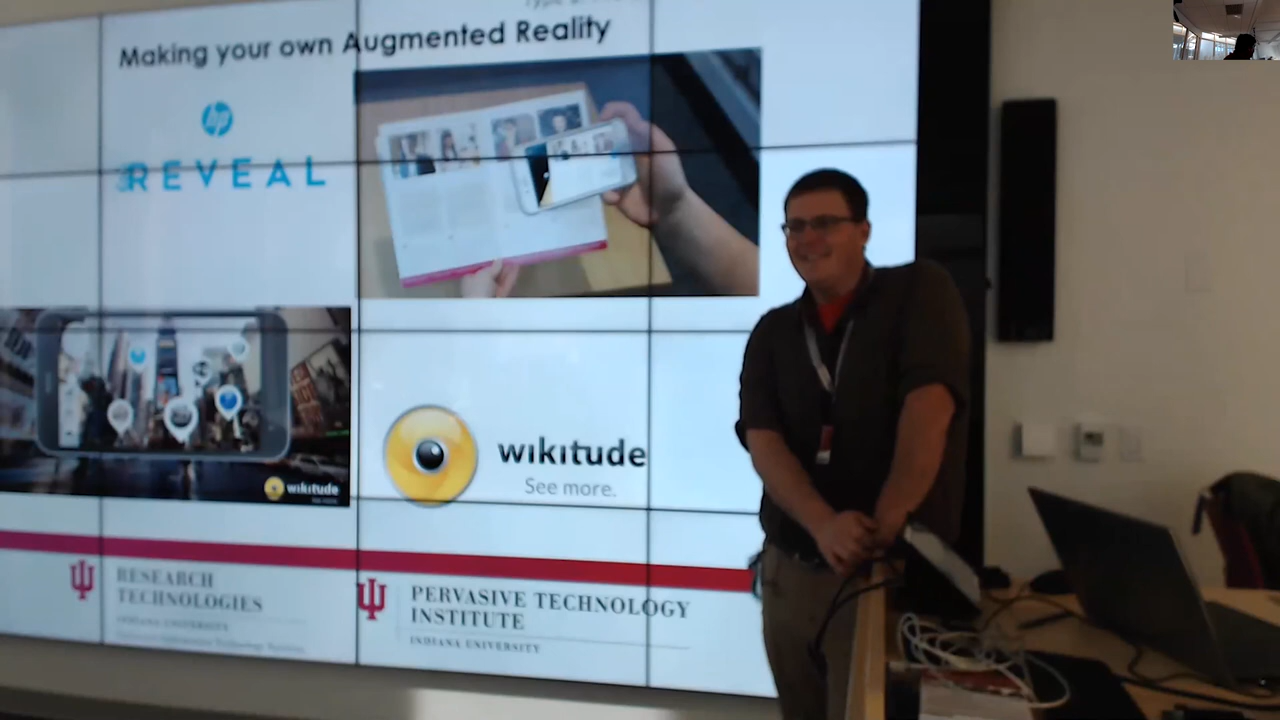 Making your own Augmented Reality
hp
REVEAL
wikitude
wikitude
See more.
RESEARCH
TECHNOLOGIES
INDIANA UNIVERSITY
PERVASIVE TECHNOLOGY
INSTITUTE
INDIANA UNIVERSITY